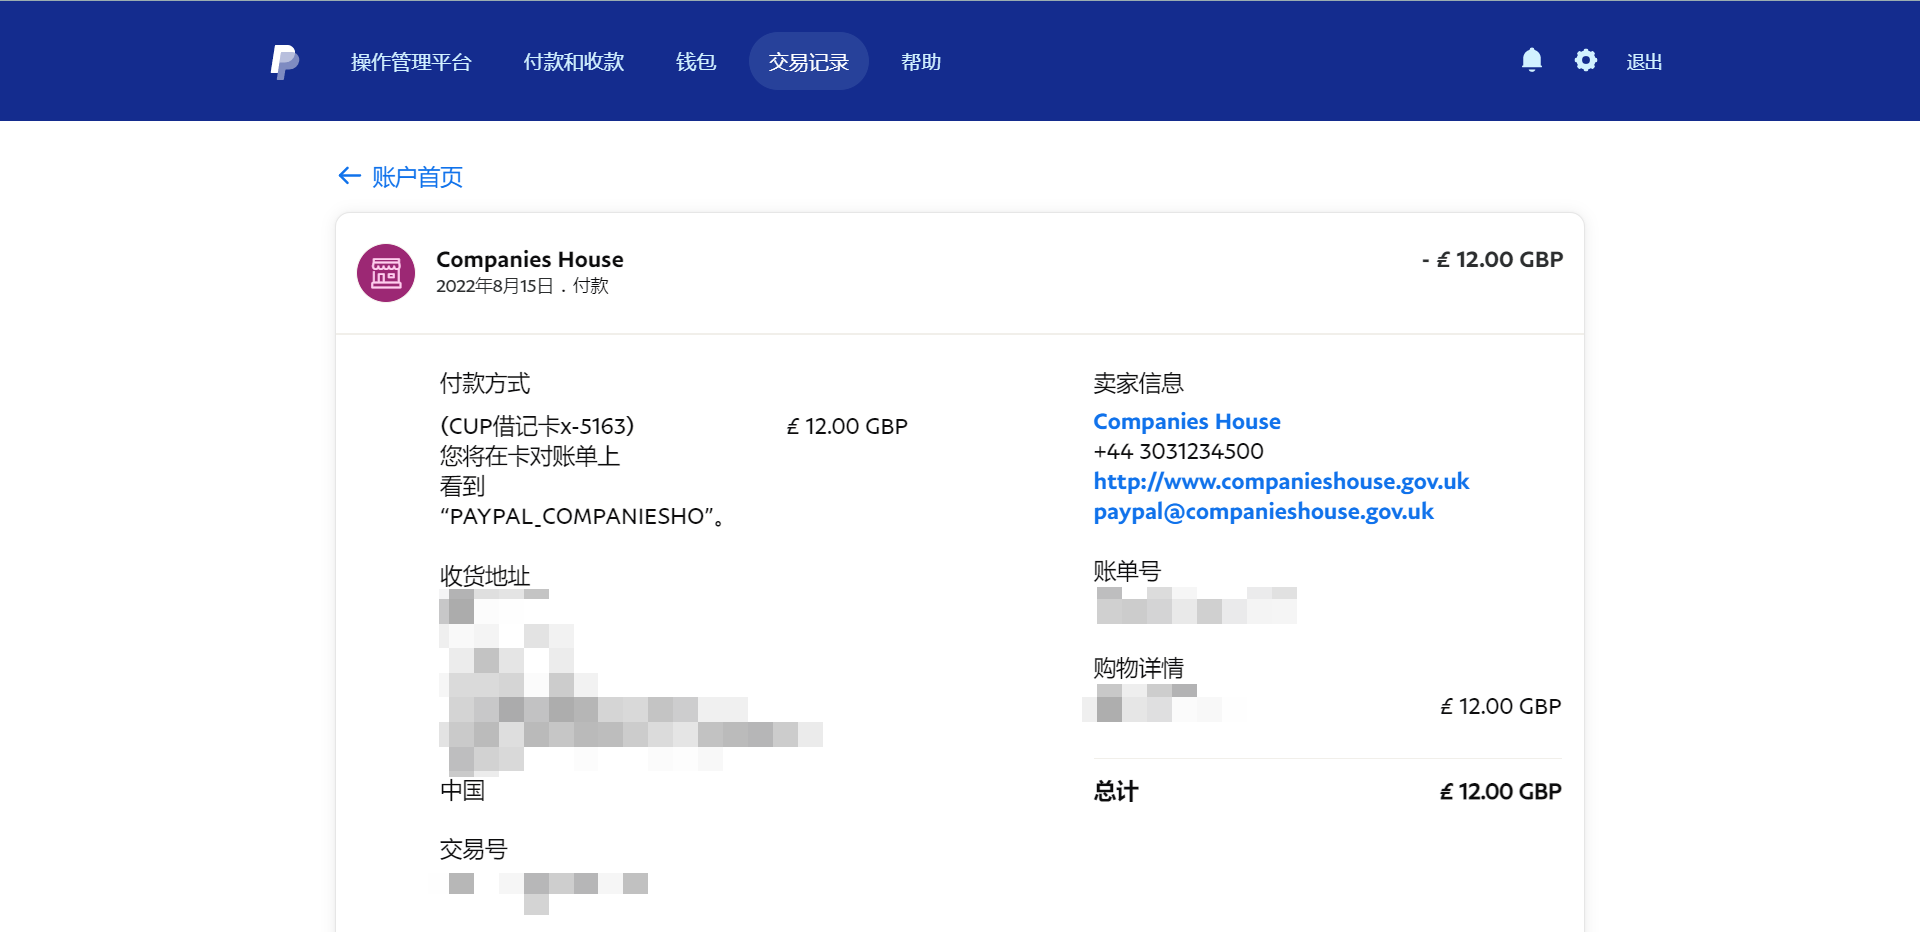 操作管理平台 付款和收款 钱包 交易记录 帮助 退出
← 账户首页
Companies House - £ 12.00 GBP
2022年8月15日 . 付款
付款方式
(CUP借记卡x-5163) £ 12.00 GBP
您将在卡对账单上
看到
“PAYPAL_COMPANIESHO”。
收货地址
中国
交易号
卖家信息
Companies House
+44 3031234500
http://www.companieshouse.gov.uk
paypal@companieshouse.gov.uk
账单号
购物详情
£ 12.00 GBP
总计 £ 12.00 GBP